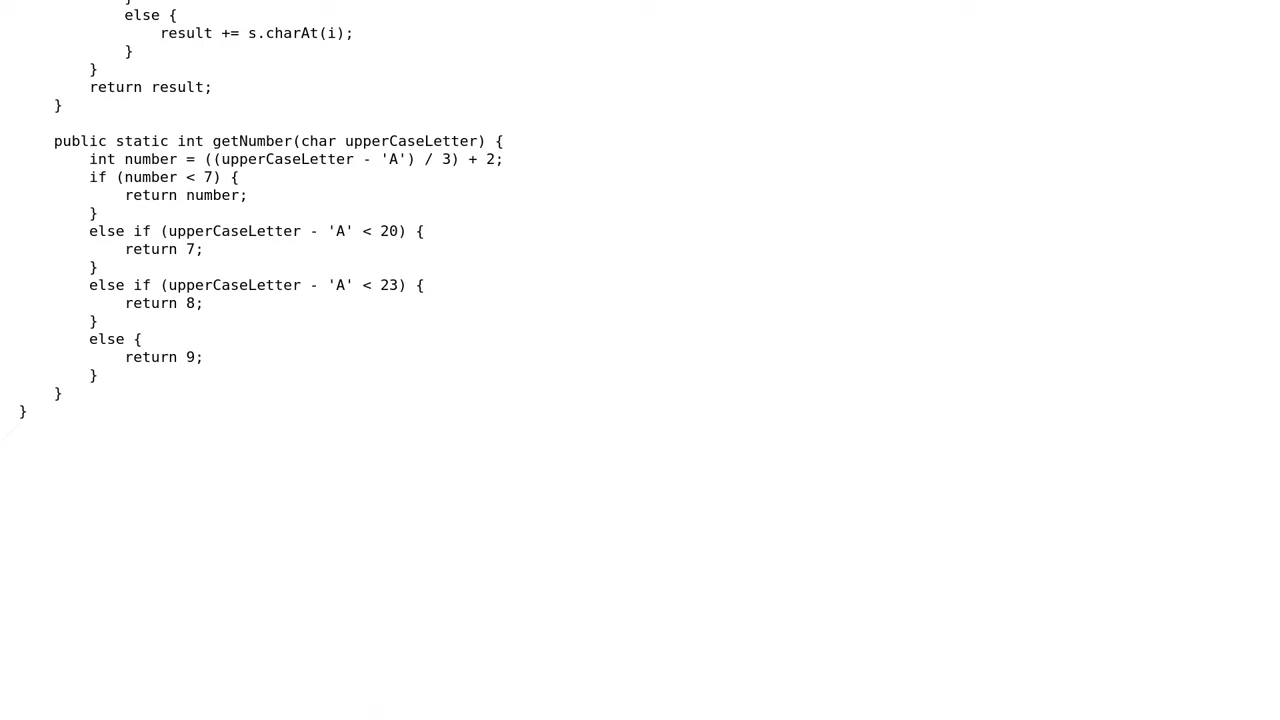 }
else {
result += s.charAt(i);
}
}
return result;
}
public static int getNumber(char upperCaseLetter) {
int number = ((upperCaseLetter - 'A') / 3) + 2;
if (number < 7) {
return number;
}
else if (upperCaseLetter - 'A' < 20) {
return 7;
}
else if (upperCaseLetter - 'A' < 23) {
return 8;
}
else {
return 9;
}
}
}